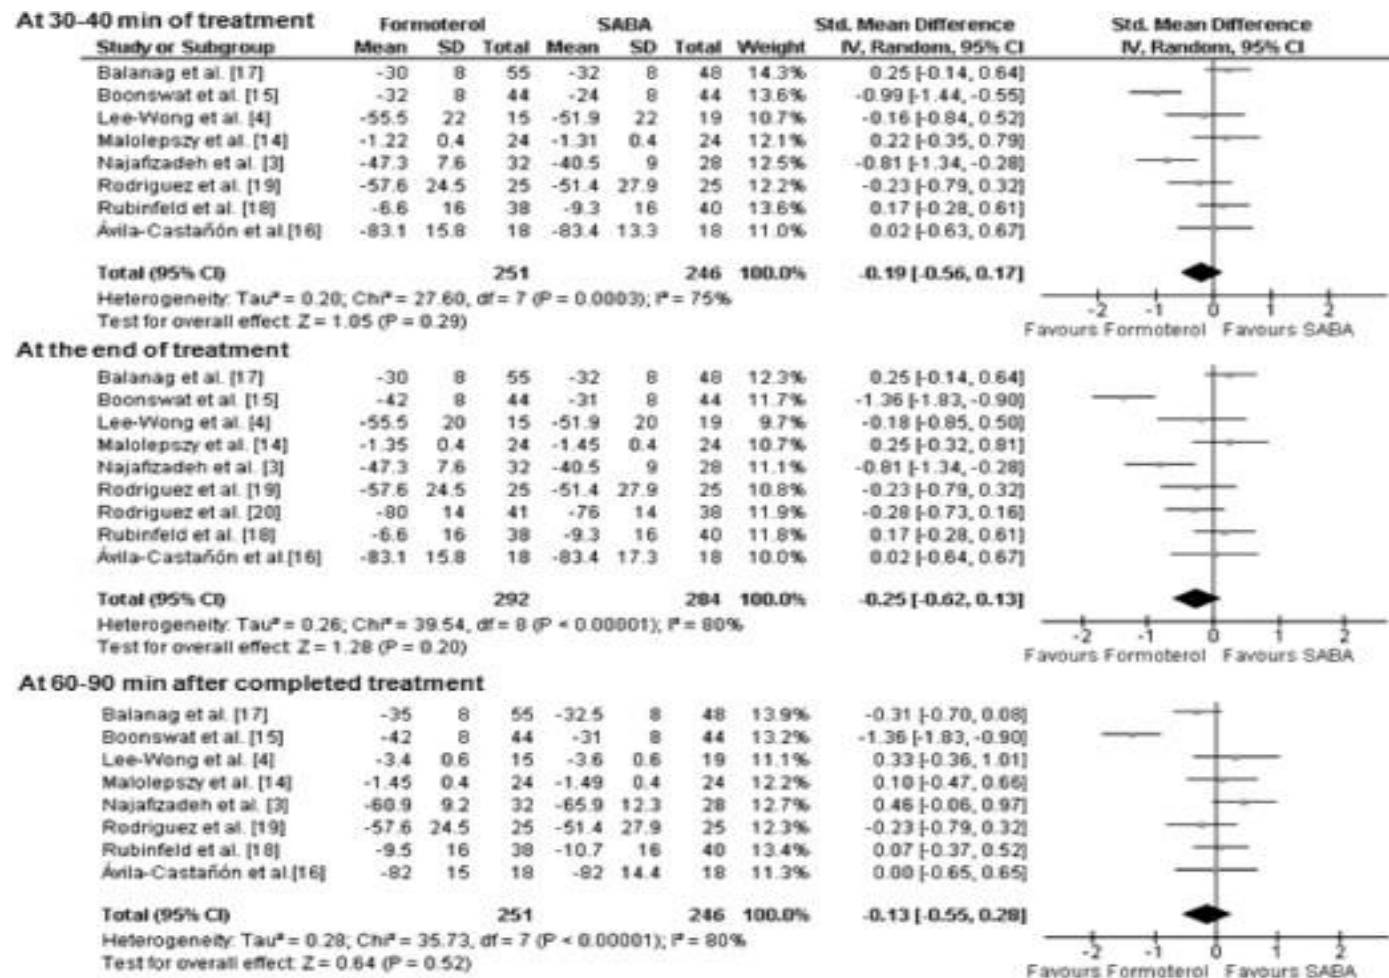 At 30-40 min of treatment Formoterol SABA Std. Mean Difference Std. Mean Difference
Study or Subgroup Mean SD Total Mean SD Total Weight IV, Random, 95% CI IV, Random, 95% CI
Balanag et al. [17] -30 8 55 -32 8 48 14.3% 0.25 [-0.14, 0.64]
Boonswat et al. [15] -32 8 44 -24 8 44 13.6% -0.99 [-1.44, -0.55]
Lee-Wong et al. [4] -55.5 22 15 -51.9 22 19 10.7% -0.16 [-0.84, 0.52]
Malolepszy et al. [14] -1.22 0.4 24 -1.31 0.4 24 12.1% 0.22 [-0.35, 0.79]
Najafizadeh et al. [3] -47.3 7.6 32 -40.5 9 28 12.5% -0.81 [-1.34, -0.28]
Rodriguez et al. [19] -57.6 24.5 25 -51.4 27.9 25 12.2% -0.23 [-0.79, 0.32]
Rubinfeld et al. [18] -6.6 16 38 -9.3 16 40 13.6% 0.17 [-0.28, 0.61]
Ávila-Castañón et al.[16] -83.1 15.8 18 -83.4 13.3 18 11.0% 0.02 [-0.63, 0.67]
Total (95% CI) 251 246 100.0% -0.19 [-0.56, 0.17]
Heterogeneity: Tau² = 0.20; Chi² = 27.60, df = 7 (P = 0.0003); I² = 75%
Test for overall effect: Z = 1.05 (P = 0.29)
-2 -1 0 1 2
Favours Formoterol Favours SABA
At the end of treatment
Balanag et al. [17] -30 8 55 -32 8 48 12.3% 0.25 [-0.14, 0.64]
Boonswat et al. [15] -42 8 44 -31 8 44 11.7% -1.36 [-1.83, -0.90]
Lee-Wong et al. [4] -55.5 20 15 -51.9 20 19 9.7% -0.18 [-0.85, 0.50]
Malolepszy et al. [14] -1.35 0.4 24 -1.45 0.4 24 10.7% 0.25 [-0.32, 0.81]
Najafizadeh et al. [3] -47.3 7.6 32 -40.5 9 28 11.1% -0.81 [-1.34, -0.28]
Rodriguez et al. [19] -57.6 24.5 25 -51.4 27.9 25 10.8% -0.23 [-0.79, 0.32]
Rodriguez et al. [20] -80 14 41 -76 14 38 11.9% -0.28 [-0.73, 0.16]
Rubinfeld et al. [18] -6.6 16 38 -9.3 16 40 11.8% 0.17 [-0.28, 0.61]
Ávila-Castañón et al.[16] -83.1 15.8 18 -83.4 17.3 18 10.0% 0.02 [-0.64, 0.67]
Total (95% CI) 292 284 100.0% -0.25 [-0.62, 0.13]
Heterogeneity: Tau² = 0.26; Chi² = 39.54, df = 8 (P < 0.00001); I² = 80%
Test for overall effect: Z = 1.28 (P = 0.20)
-2 -1 0 1 2
Favours Formoterol Favours SABA
At 60-90 min after completed treatment
Balanag et al. [17] -35 8 55 -32.5 8 48 13.9% -0.31 [-0.70, 0.08]
Boonswat et al. [15] -42 8 44 -31 8 44 13.2% -1.36 [-1.83, -0.90]
Lee-Wong et al. [4] -3.4 0.6 15 -3.6 0.6 19 11.1% 0.33 [-0.36, 1.01]
Malolepszy et al. [14] -1.45 0.4 24 -1.49 0.4 24 12.2% 0.10 [-0.47, 0.66]
Najafizadeh et al. [3] -60.9 9.2 32 -65.9 12.3 28 12.7% 0.46 [-0.06, 0.97]
Rodriguez et al. [19] -57.6 24.5 25 -51.4 27.9 25 12.3% -0.23 [-0.79, 0.32]
Rubinfeld et al. [18] -9.5 16 38 -10.7 16 40 13.4% 0.07 [-0.37, 0.52]
Ávila-Castañón et al.[16] -82 15 18 -82 14.4 18 11.3% 0.00 [-0.65, 0.65]
Total (95% CI) 251 246 100.0% -0.13 [-0.55, 0.28]
Heterogeneity: Tau² = 0.28; Chi² = 35.73, df = 7 (P < 0.00001); I² = 80%
Test for overall effect: Z = 0.64 (P = 0.52)
-2 -1 0 1 2
Favours Formoterol Favours SABA